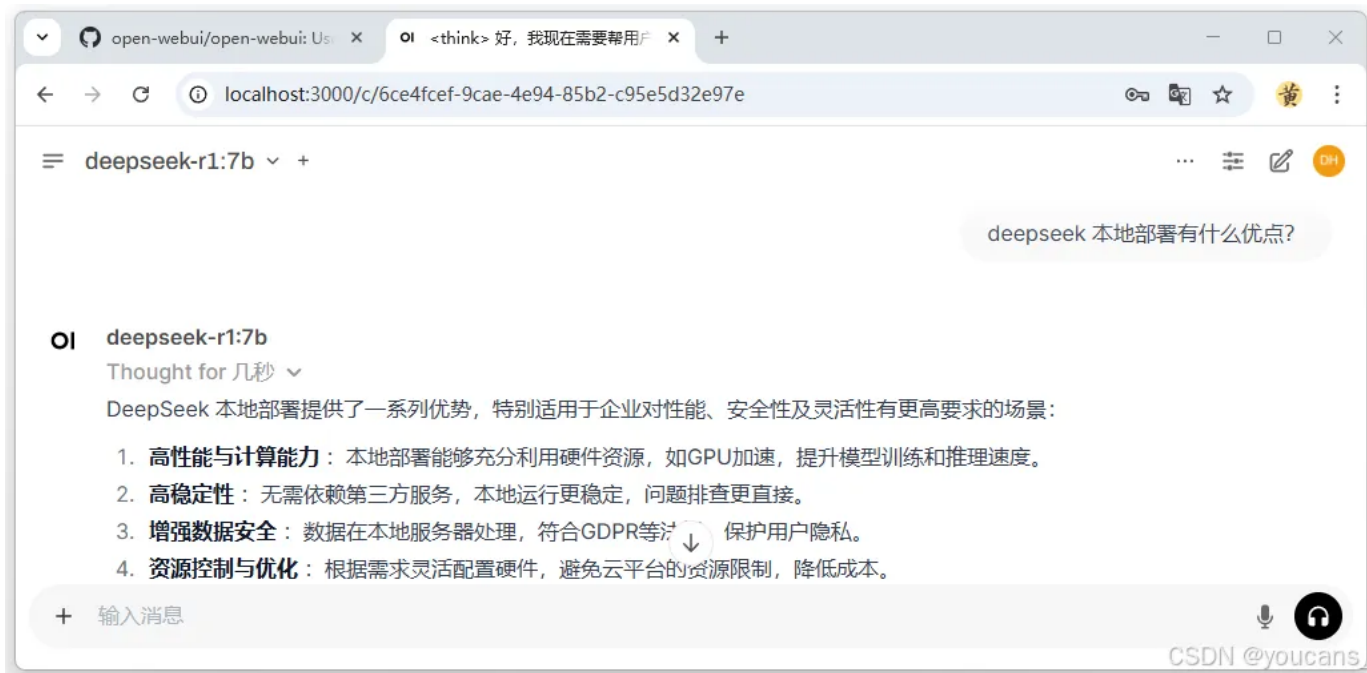 open-webui/open-webui: Us
<think> 好，我现在需要帮用户
localhost:3000/c/6ce4fcef-9cae-4e94-85b2-c95e5d32e97e
黄
deepseek-r1:7b
DH
deepseek 本地部署有什么优点?
OI deepseek-r1:7b
Thought for 几秒
DeepSeek 本地部署提供了一系列优势，特别适用于企业对性能、安全性及灵活性有更高要求的场景：
1. 高性能与计算能力： 本地部署能够充分利用硬件资源，如GPU加速，提升模型训练和推理速度。
2. 高稳定性： 无需依赖第三方服务，本地运行更稳定，问题排查更直接。
3. 增强数据安全： 数据在本地服务器处理，符合GDPR等 保护用户隐私。
4. 资源控制与优化： 根据需求灵活配置硬件，避免云平台的资源限制，降低成本。
输入消息
CSDN @youcans_